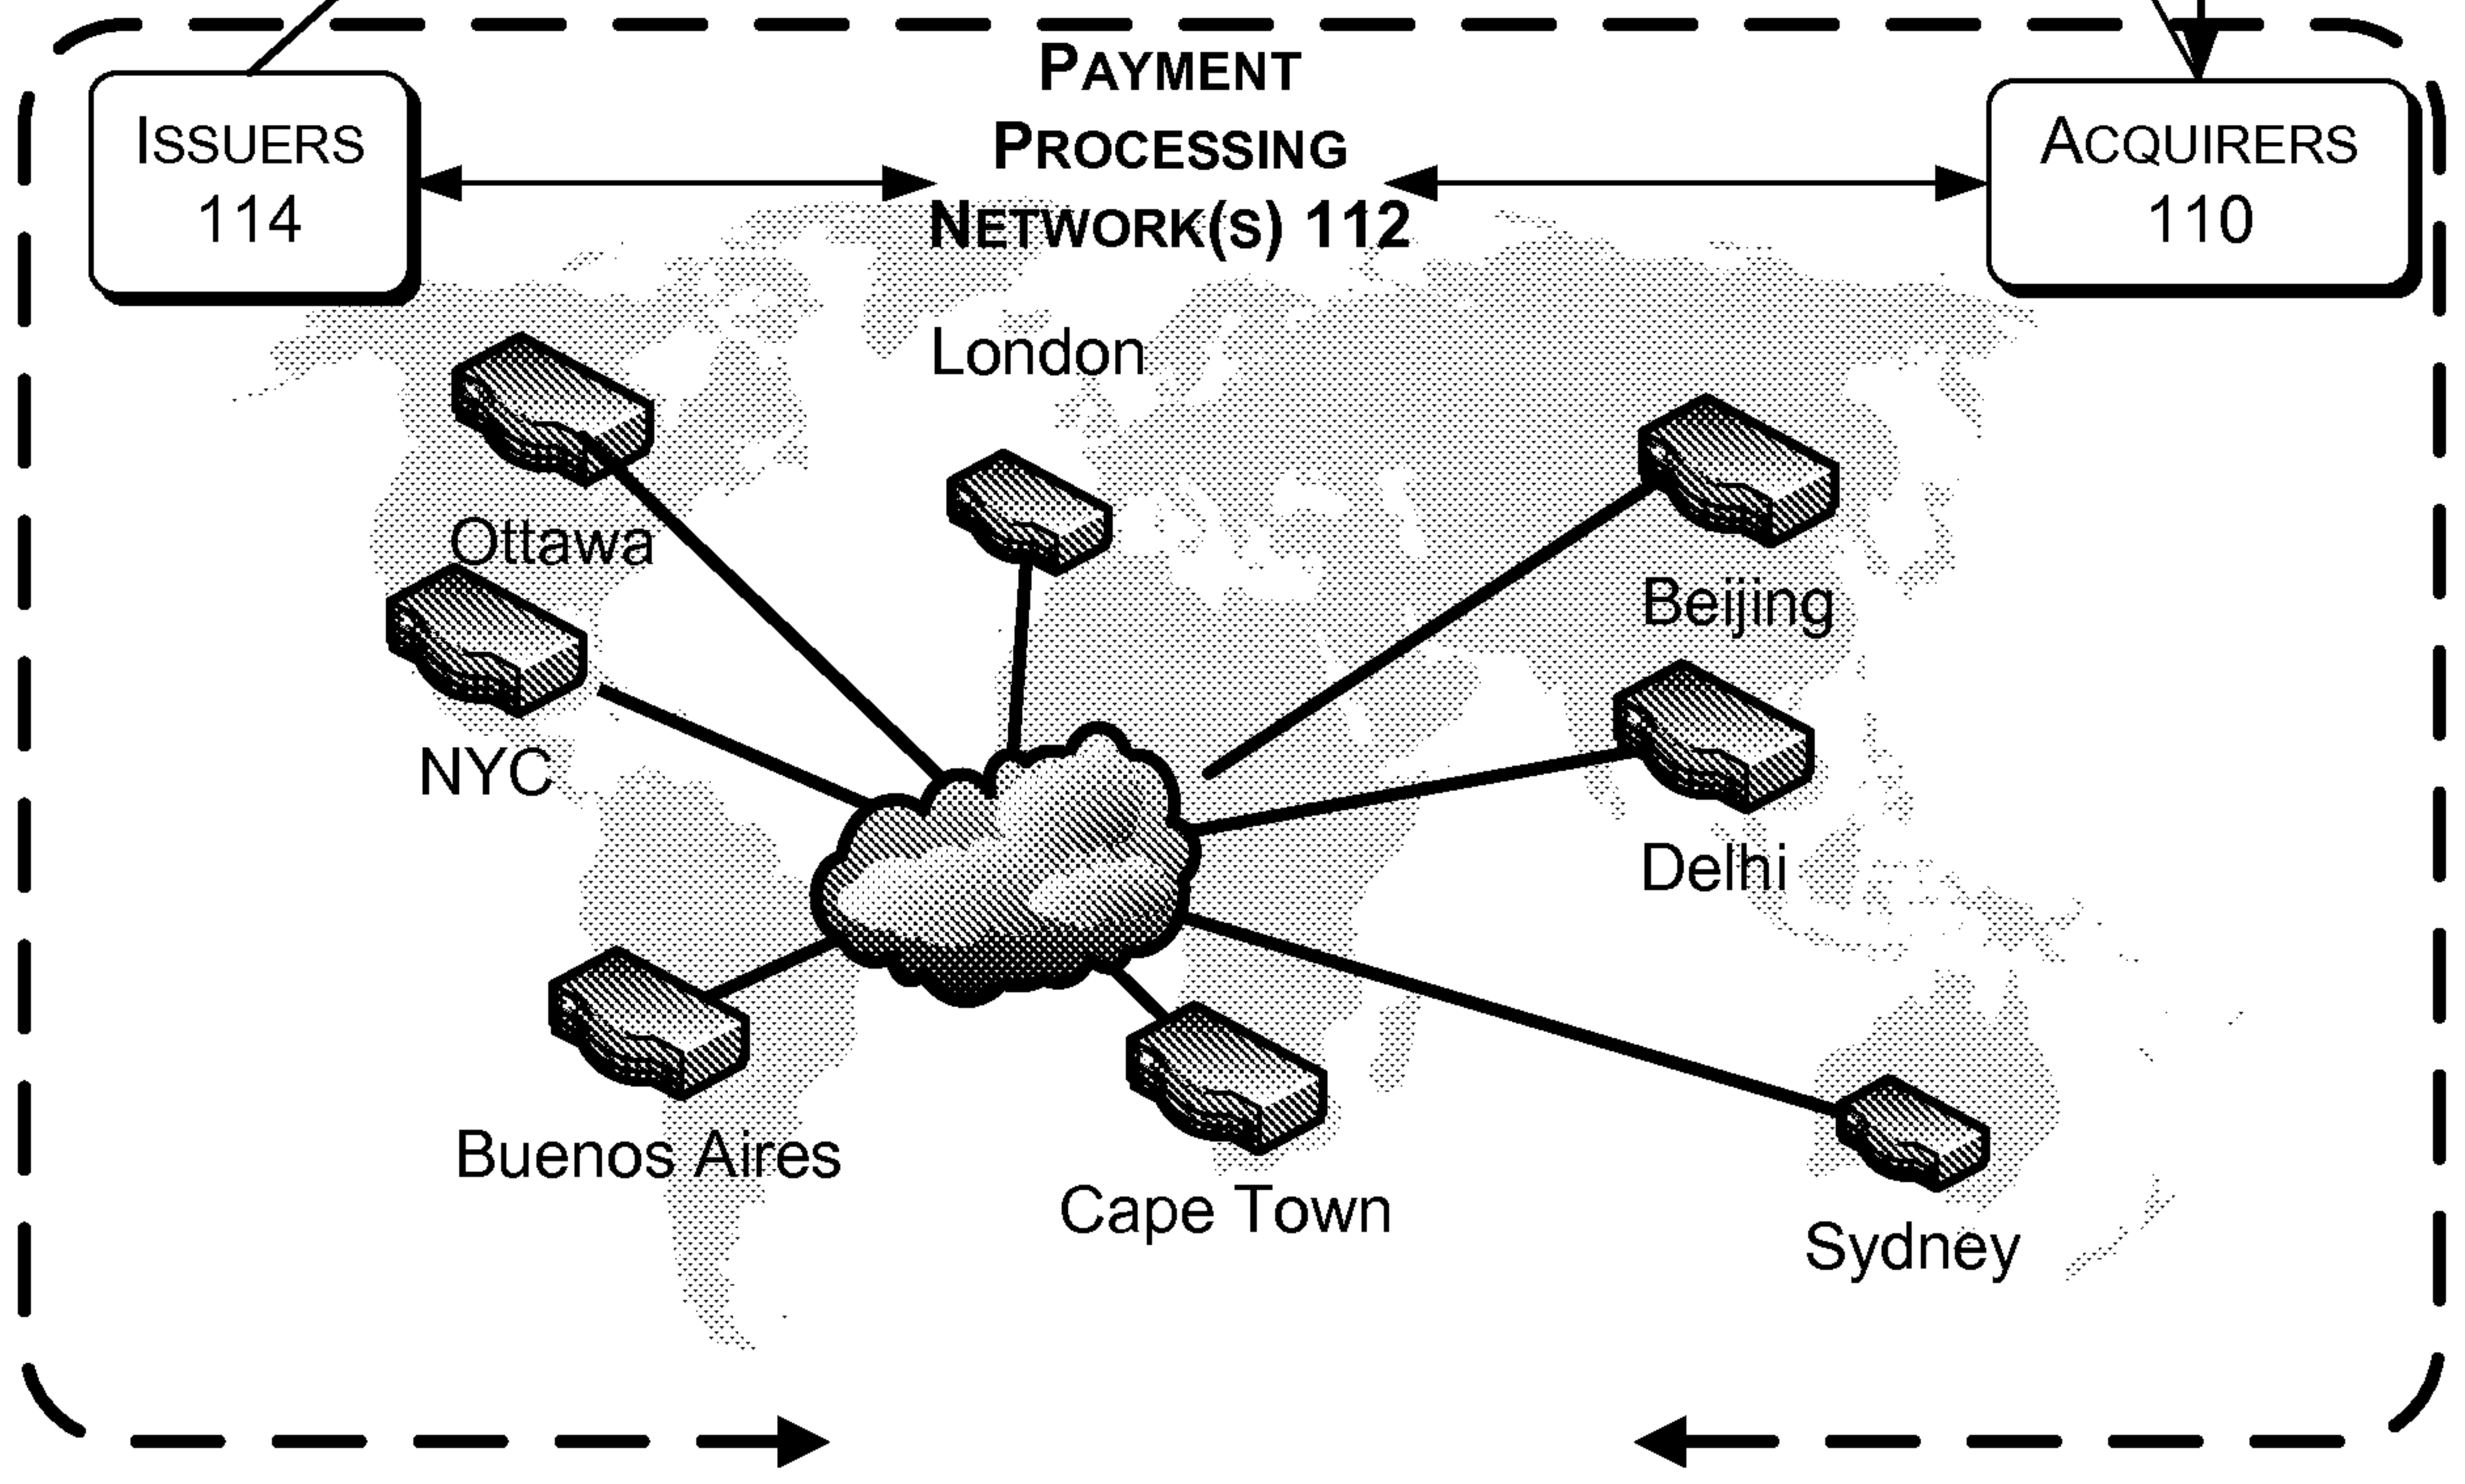 PAYMENT
PROCESSING
NETWORK(S) 112
ISSUERS
114
ACQUIRERS
110
London
Ottawa
Beijing
NYC
Delhi
Buenos Aires
Cape Town
Sydney